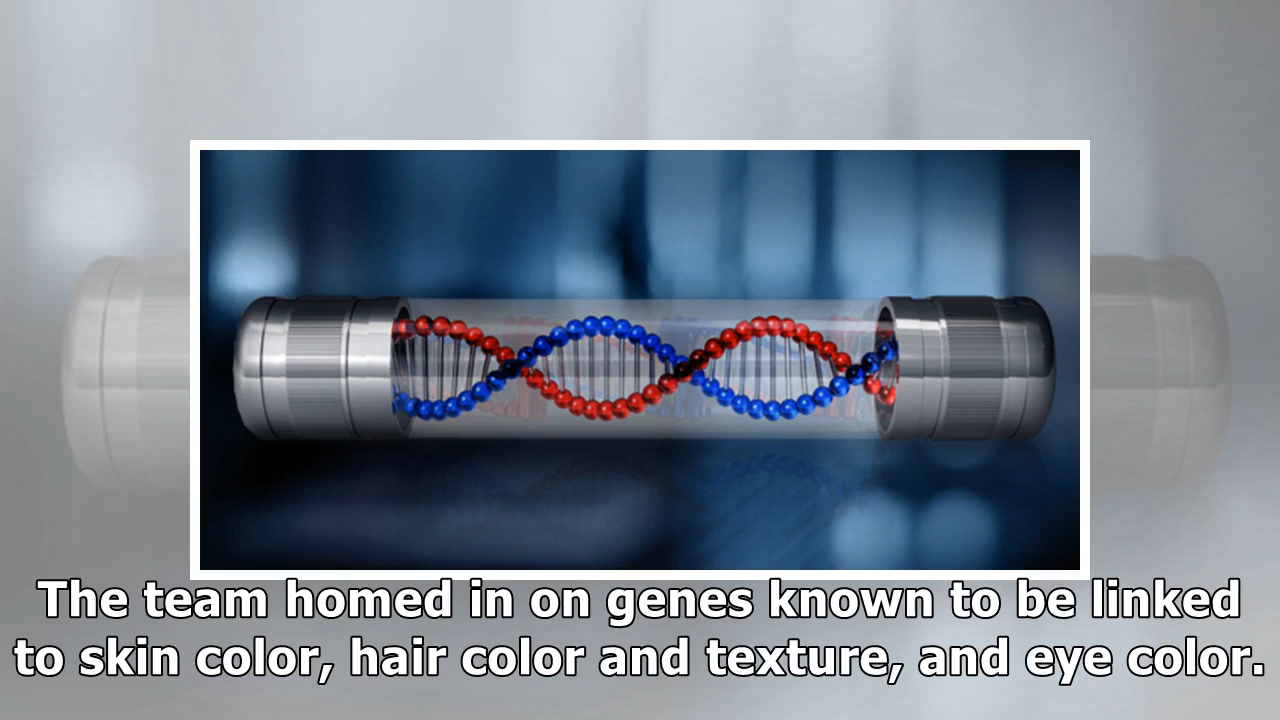 The team homed in on genes known to be linked
to skin color, hair color and texture, and eye color.